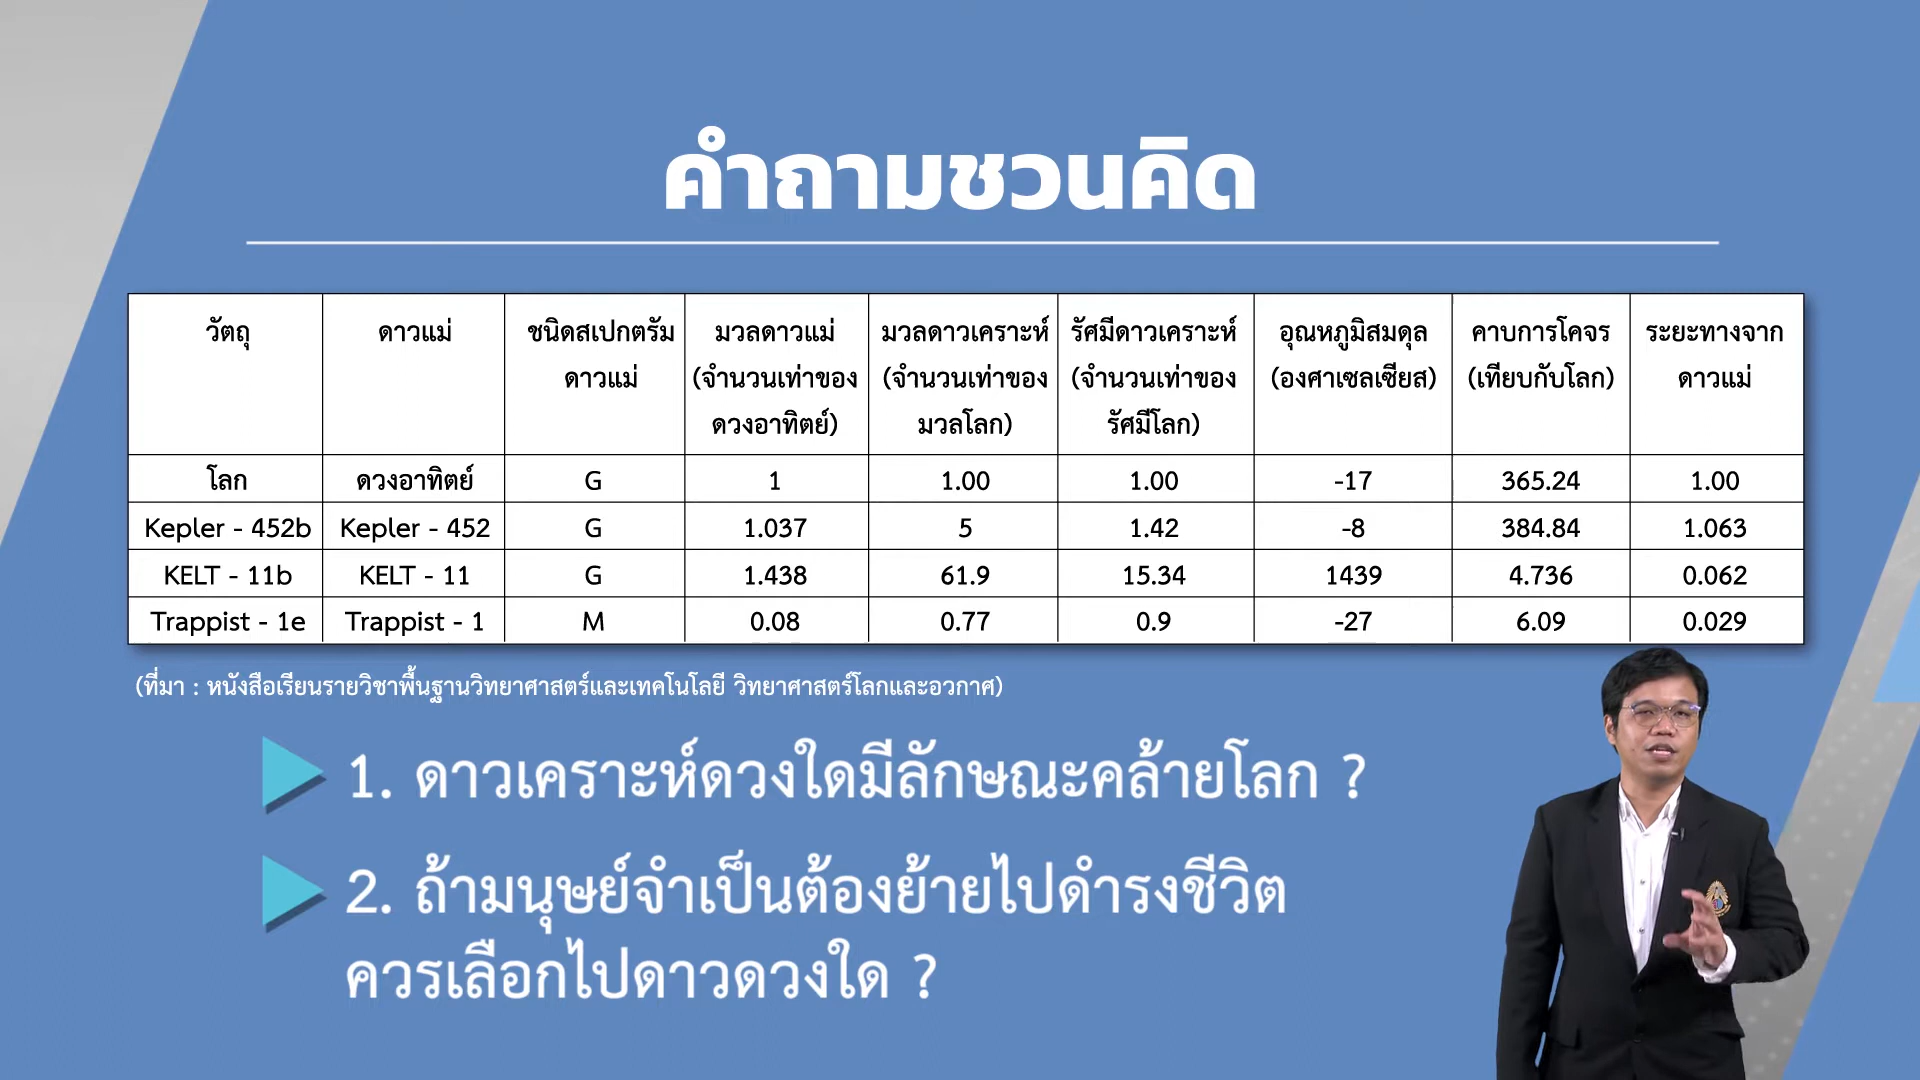 คำถามชวนคิด
วัตถุ ดาวแม่ ชนิดสเปกตรัมดาวแม่ มวลดาวแม่ (จำนวนเท่าของดวงอาทิตย์) มวลดาวเคราะห์ (จำนวนเท่าของมวลโลก) รัศมีดาวเคราะห์ (จำนวนเท่าของรัศมีโลก) อุณหภูมิสมดุล (องศาเซลเซียส) คาบการโคจร (เทียบกับโลก) ระยะทางจากดาวแม่
โลก ดวงอาทิตย์ G 1 1.00 1.00 -17 365.24 1.00
Kepler - 452b Kepler - 452 G 1.037 5 1.42 -8 384.84 1.063
KELT - 11b KELT - 11 G 1.438 61.9 15.34 1439 4.736 0.062
Trappist - 1e Trappist - 1 M 0.08 0.77 0.9 -27 6.09 0.029
(ที่มา : หนังสือเรียนรายวิชาพื้นฐานวิทยาศาสตร์และเทคโนโลยี วิทยาศาสตร์โลกและอวกาศ)
1. ดาวเคราะห์ดวงใดมีลักษณะคล้ายโลก ?
2. ถ้ามนุษย์จำเป็นต้องย้ายไปดำรงชีวิต
ควรเลือกไปดาวดวงใด ?